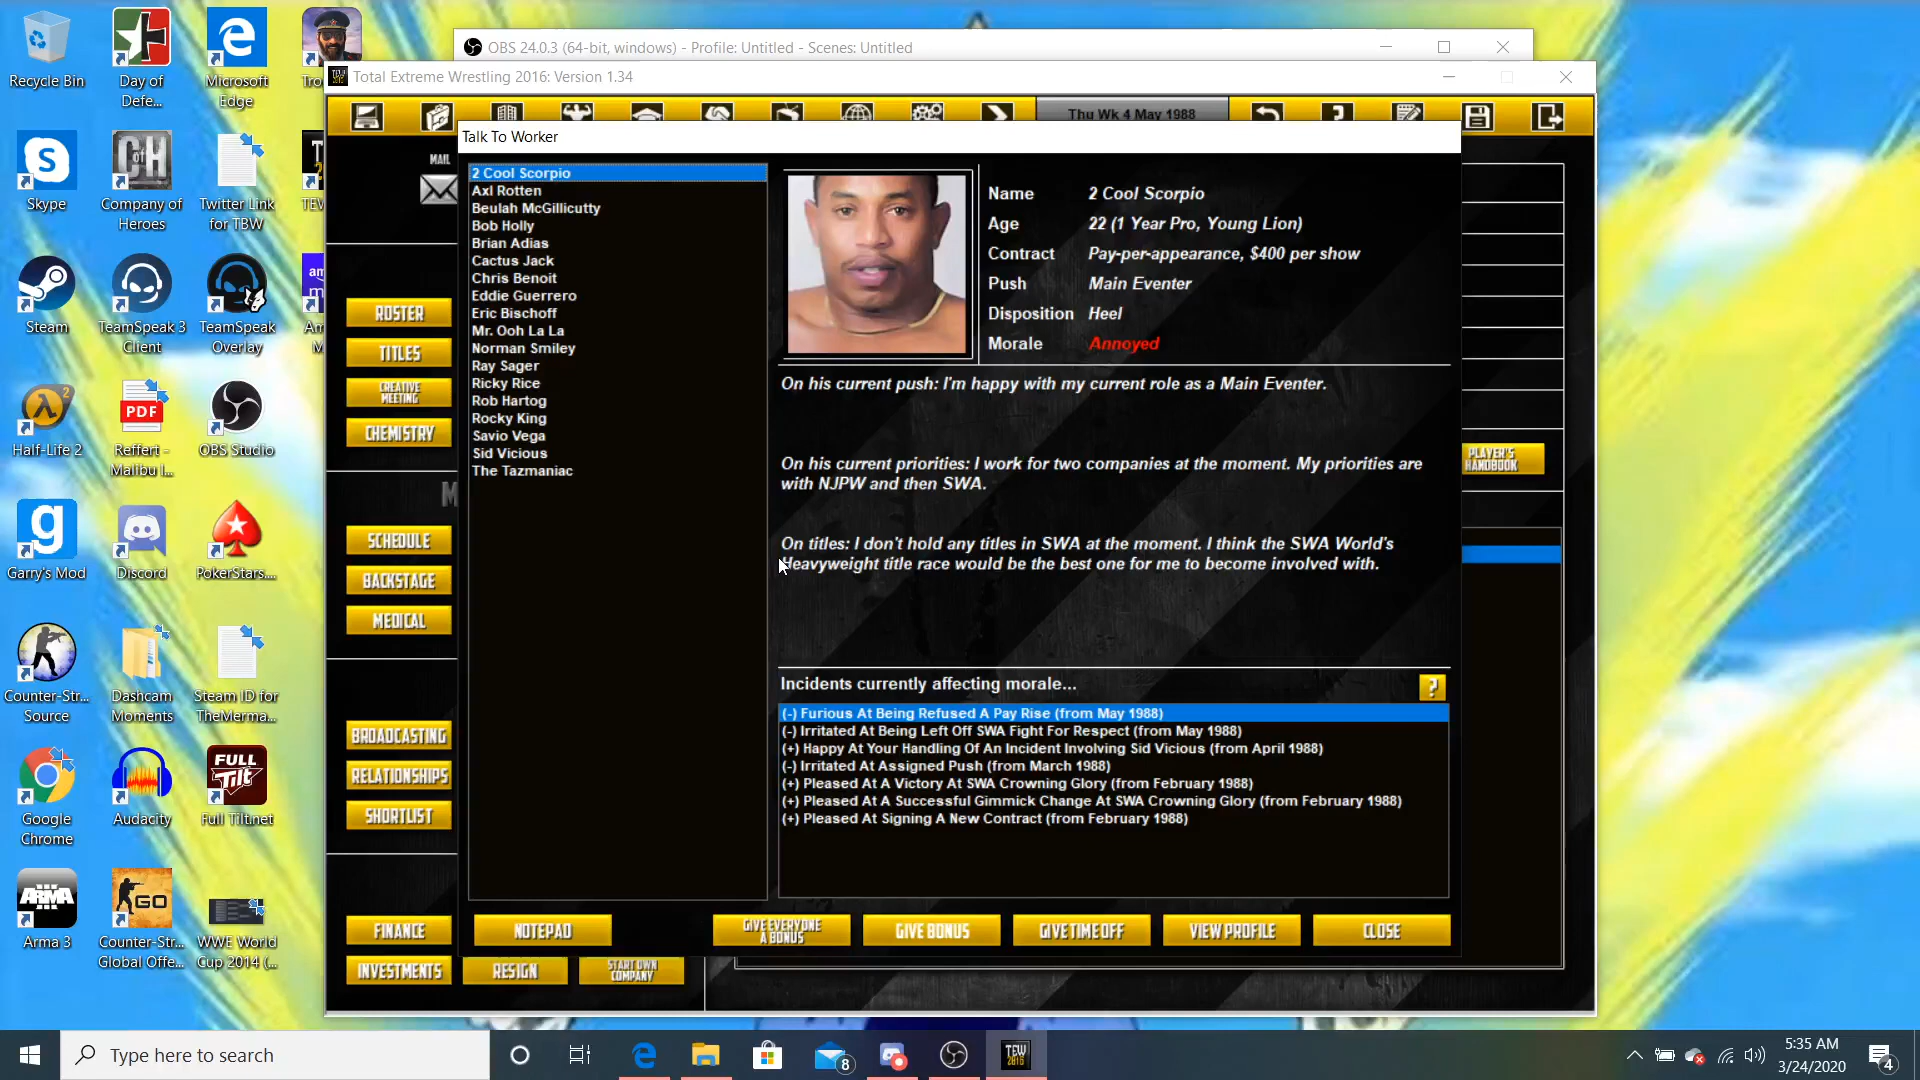 Recycle Bin
Day of
Defe...
Microsoft
Edge
Tro
Skype
Company of
Heroes
Twitter Link
for TBW
Steam
TeamSpeak 3
Client
TeamSpeak
Overlay
Half-Life 2
PDF
Reffert -
Malibu I...
OBS Studio
Garry's Mod
Discord
PokerStars....
Counter-Str...
Source
Dashcam
Moments
Steam ID for
TheMerma...
Google
Chrome
Audacity
FULL
TILT
Full Tilt.net
ARMA
Arma 3
GO
Counter-Str...
Global Offe...
WWE World
Cup 2014 (...
OBS 24.0.3 (64-bit, windows) - Profile: Untitled - Scenes: Untitled
Total Extreme Wrestling 2016: Version 1.34
Thu Wk 4 May 1988
MAIL
ROSTER
TITLES
CREATIVE
MEETING
CHEMISTRY
M
SCHEDULE
BACKSTAGE
MEDICAL
BROADCASTING
RELATIONSHIPS
SHORTLIST
FINANCE
INVESTMENTS
RESIGN
START OWN
COMPANY
PLAYER'S
HANDBOOK
Talk To Worker
2 Cool Scorpio
Axl Rotten
Beulah McGillicutty
Bob Holly
Brian Adias
Cactus Jack
Chris Benoit
Eddie Guerrero
Eric Bischoff
Mr. Ooh La La
Norman Smiley
Ray Sager
Ricky Rice
Rob Hartog
Rocky King
Savio Vega
Sid Vicious
The Tazmaniac
Name 2 Cool Scorpio
Age 22 (1 Year Pro, Young Lion)
Contract Pay-per-appearance, $400 per show
Push Main Eventer
Disposition Heel
Morale Annoyed
On his current push: I'm happy with my current role as a Main Eventer.
On his current priorities: I work for two companies at the moment. My priorities are
with NJPW and then SWA.
On titles: I don't hold any titles in SWA at the moment. I think the SWA World's
Heavyweight title race would be the best one for me to become involved with.
Incidents currently affecting morale...
?
(-) Furious At Being Refused A Pay Rise (from May 1988)
(-) Irritated At Being Left Off SWA Fight For Respect (from May 1988)
(+) Happy At Your Handling Of An Incident Involving Sid Vicious (from April 1988)
(-) Irritated At Assigned Push (from March 1988)
(+) Pleased At A Victory At SWA Crowning Glory (from February 1988)
(+) Pleased At A Successful Gimmick Change At SWA Crowning Glory (from February 1988)
(+) Pleased At Signing A New Contract (from February 1988)
NOTEPAD
GIVE EVERYONE
A BONUS
GIVE BONUS
GIVE TIME OFF
VIEW PROFILE
CLOSE
Type here to search
8
TEW
2016
5:35 AM
3/24/2020
4